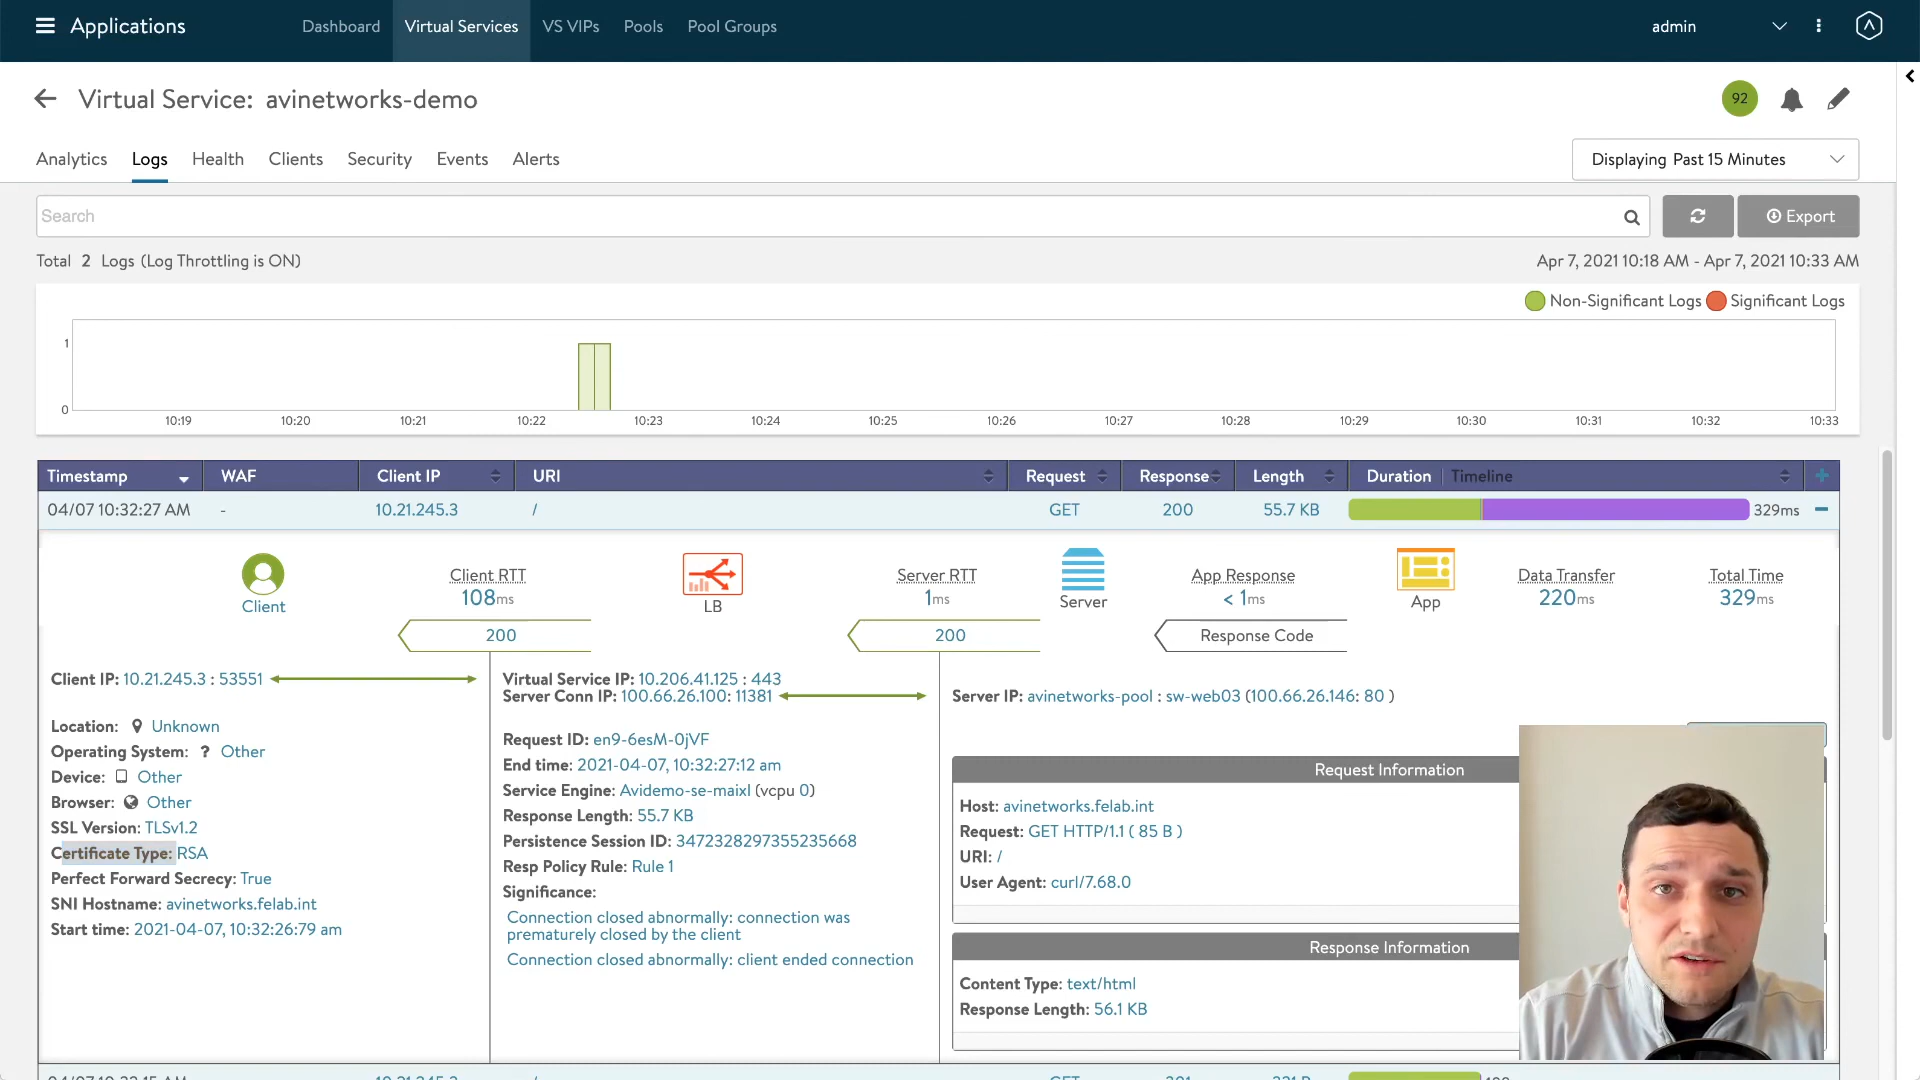 Applications
Dashboard
Virtual Services
VS VIPs
Pools
Pool Groups
admin
Virtual Service: avinetworks-demo
92
Analytics
Logs
Health
Clients
Security
Events
Alerts
Displaying Past 15 Minutes
Search
Export
Total 2 Logs (Log Throttling is ON)
Apr 7, 2021 10:18 AM - Apr 7, 2021 10:33 AM
Non-Significant Logs
Significant Logs
1
0
10:19
10:20
10:21
10:22
10:23
10:24
10:25
10:26
10:27
10:28
10:29
10:30
10:31
10:32
10:33
Timestamp
WAF
Client IP
URI
Request
Response
Length
Duration
Timeline
04/07 10:32:27 AM
-
10.21.245.3
/
GET
200
55.7 KB
329ms
Client
Client RTT
108ms
LB
Server RTT
1ms
Server
App Response
< 1ms
App
Data Transfer
220ms
Total Time
329ms
200
200
Response Code
Client IP: 10.21.245.3 : 53551
Location: Unknown
Operating System: ? Other
Device: Other
Browser: Other
SSL Version: TLSv1.2
Certificate Type: RSA
Perfect Forward Secrecy: True
SNI Hostname: avinetworks.felab.int
Start time: 2021-04-07, 10:32:26:79 am
Virtual Service IP: 10.206.41.125 : 443
Server Conn IP: 100.66.26.100: 11381
Request ID: en9-6esM-0jVF
End time: 2021-04-07, 10:32:27:12 am
Service Engine: Avidemo-se-maixl (vcpu 0)
Response Length: 55.7 KB
Persistence Session ID: 3472328297355235668
Resp Policy Rule: Rule 1
Significance:
Connection closed abnormally: connection was
prematurely closed by the client
Connection closed abnormally: client ended connection
Server IP: avinetworks-pool : sw-web03 (100.66.26.146: 80 )
Request Information
Host: avinetworks.felab.int
Request: GET HTTP/1.1 ( 85 B )
URI: /
User Agent: curl/7.68.0
Response Information
Content Type: text/html
Response Length: 56.1 KB